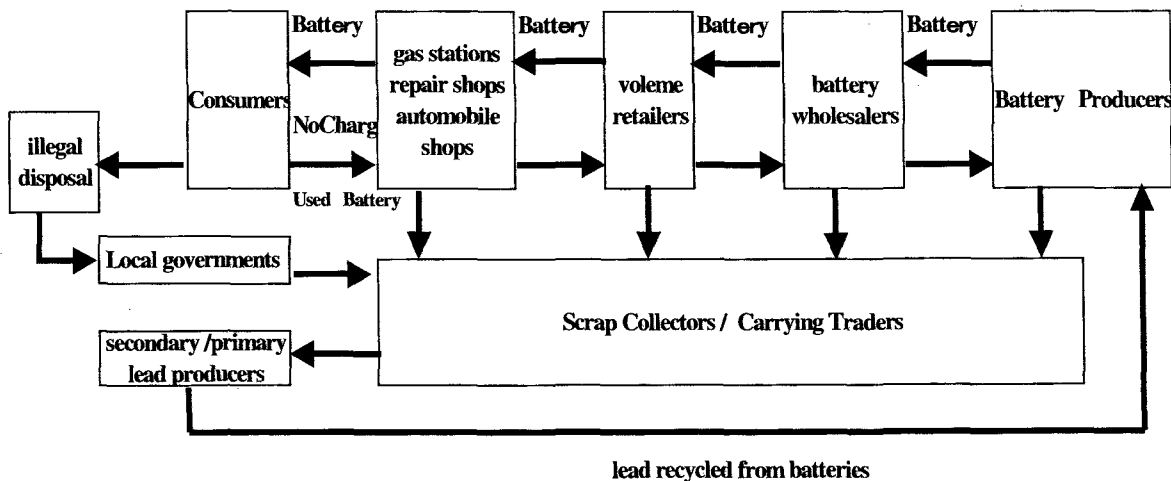 Battery
Battery
Battery
Battery
Consumers
gas stations
repair shops
automobile
shops
voleme
retailers
battery
wholesalers
Battery Producers
NoCharg
Used Battery
illegal
disposal
Local governments
Scrap Collectors / Carrying Traders
secondary /primary
lead producers
lead recycled from batteries